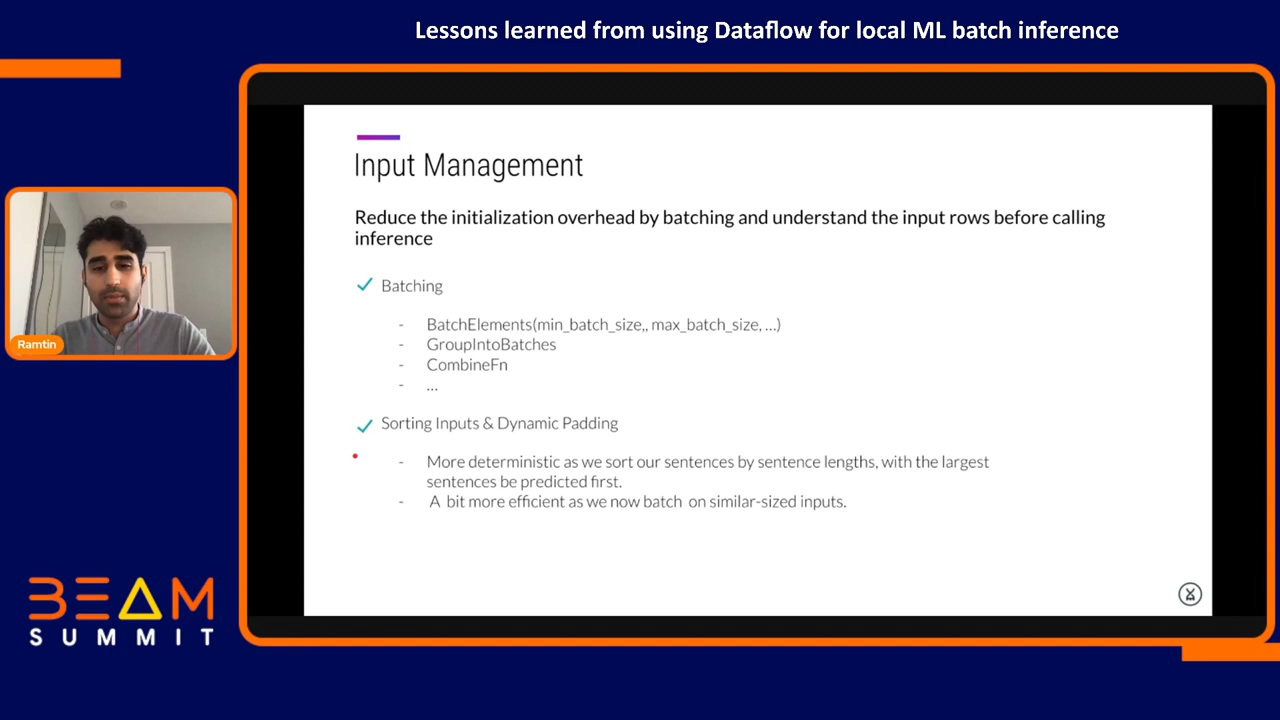 Lessons learned from using Dataflow for local ML batch inference
Input Management
Reduce the initialization overhead by batching and understand the input rows before calling
inference
Batching
- BatchElements(min_batch_size,, max_batch_size, ...)
- GroupIntoBatches
- CombineFn
- ...
Sorting Inputs & Dynamic Padding
- More deterministic as we sort our sentences by sentence lengths, with the largest
sentences be predicted first.
- A bit more efficient as we now batch on similar-sized inputs.
Ramtin
BEAM
SUMMIT